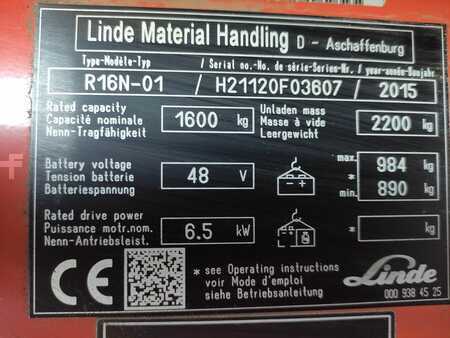 Linde Material Handling D - Aschaffenburg
Type-Modèle-Typ / Serial no.-No. de série-Serien-Nr. / year-année-Baujahr
R16N-01 / H2112OF03607 / 2015
Rated capacity
Capacité nominale
Nenn-Tragfähigkeit
1600 kg
Unladen mass
Masse à vide
Leergewicht
2200 kg
Battery voltage
Tension batterie
Batteriespannung
48 V
- +
max. 984 kg
*
min. 890 kg
Rated drive power
Puissance motr.nom.
Nenn-Antriebsleist.
6.5 kW
* kg
CE
* see Operating instructions
voir Mode d'emploi
siehe Betriebsanleitung
Linde
000 938 45 25
f